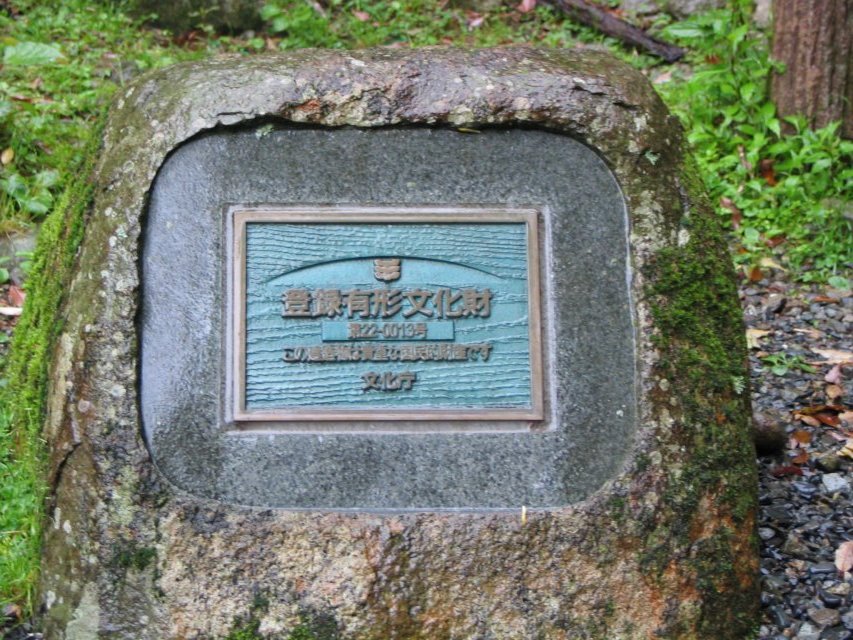 登録有形文化財
第22-0013号
この建造物は貴重な国民的財産です
文化庁